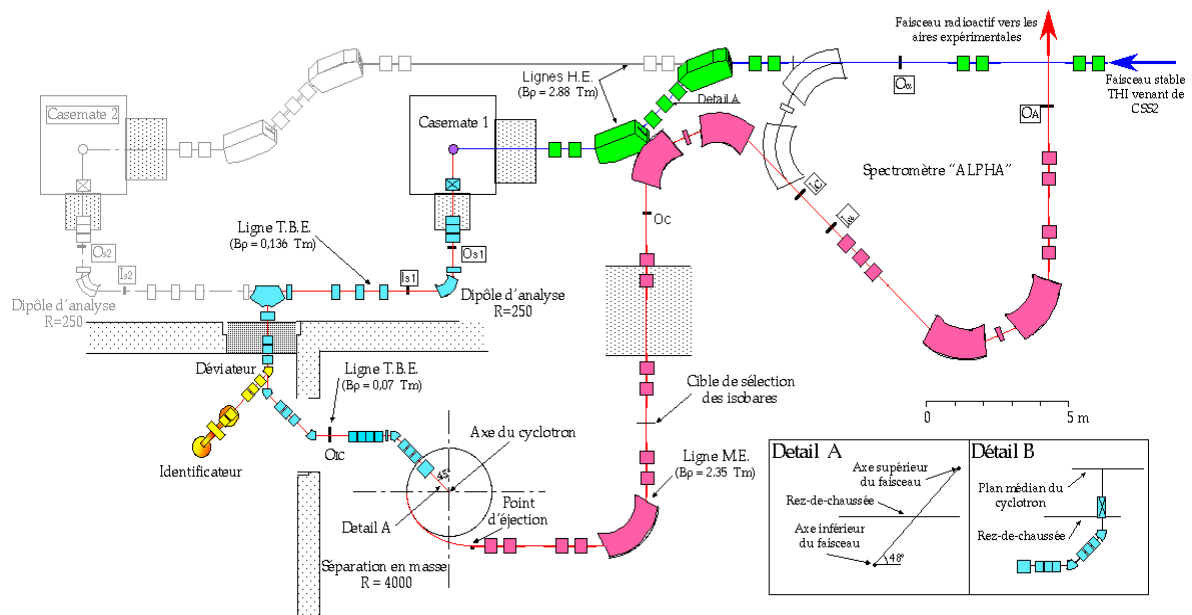 Faisceau radioactif vers les
aires expérimentales
Lignes H.E.
(Bρ = 2.88 Tm)
Oα
Faisceau stable
THI venant de
CSS2
Detail A
OA
Casemate 2
Casemate 1
Spectromètre "ALPHA"
IC
Iα
OC
Ligne T.B.E.
(Bρ = 0,136 Tm)
Os2
Os1
Is2
Is1
Dipôle d'analyse
R=250
Dipôle d'analyse
R=250
Déviateur
Ligne T.B.E.
(Bρ = 0,07 Tm)
Cible de sélection
des isobares
0
5 m
Axe du cyclotron
OIC
Identificateur
45°
Ligne M.E.
(Bρ = 2.35 Tm)
Detail A
Point
d'éjection
Séparation en masse
R = 4000
Detail A
Axe supérieur
du faisceau
Rez-de-chaussée
Axe inférieur
du faisceau
48°
Détail B
Plan médian du
cyclotron
Rez-de-chaussée